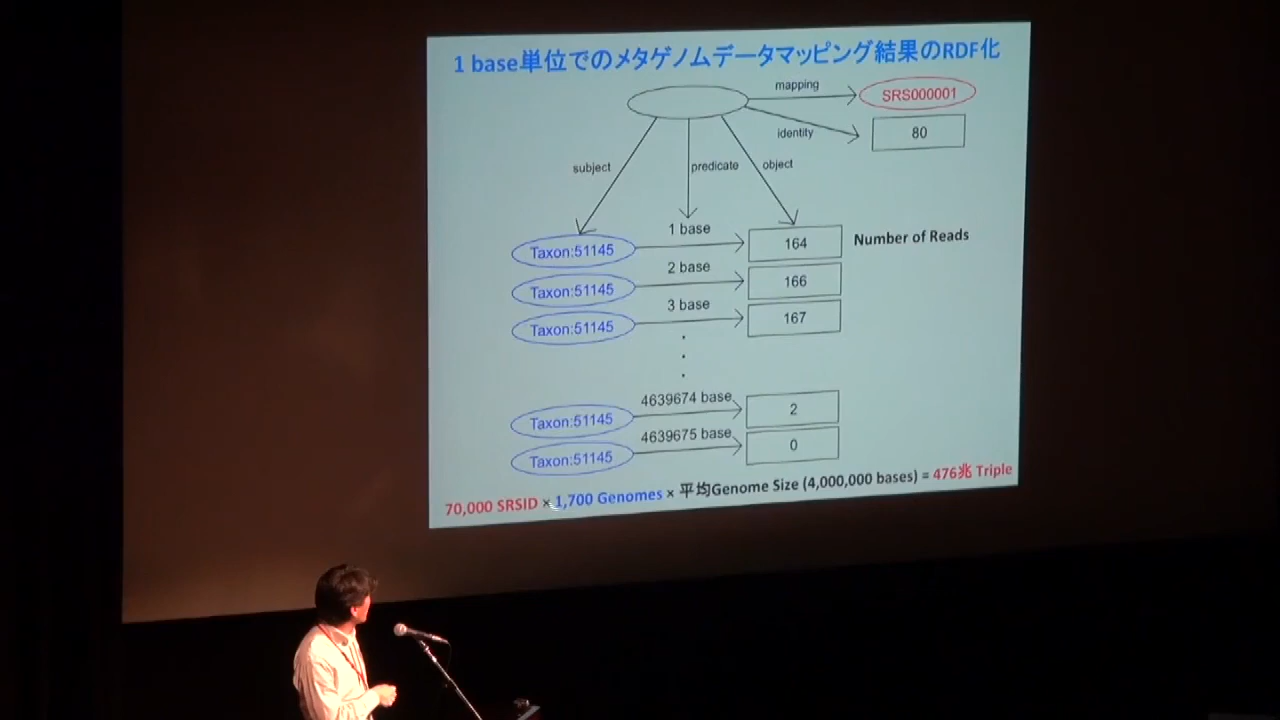 1 base単位でのメタゲノムデータマッピング結果のRDF化
mapping
SRS000001
identity
80
subject
predicate
object
Taxon:51145
1 base
164
Number of Reads
Taxon:51145
2 base
166
Taxon:51145
3 base
167
.
.
.
Taxon:51145
4639674 base
2
Taxon:51145
4639675 base
0
70,000 SRSID × 1,700 Genomes × 平均Genome Size (4,000,000 bases) = 476兆 Triple